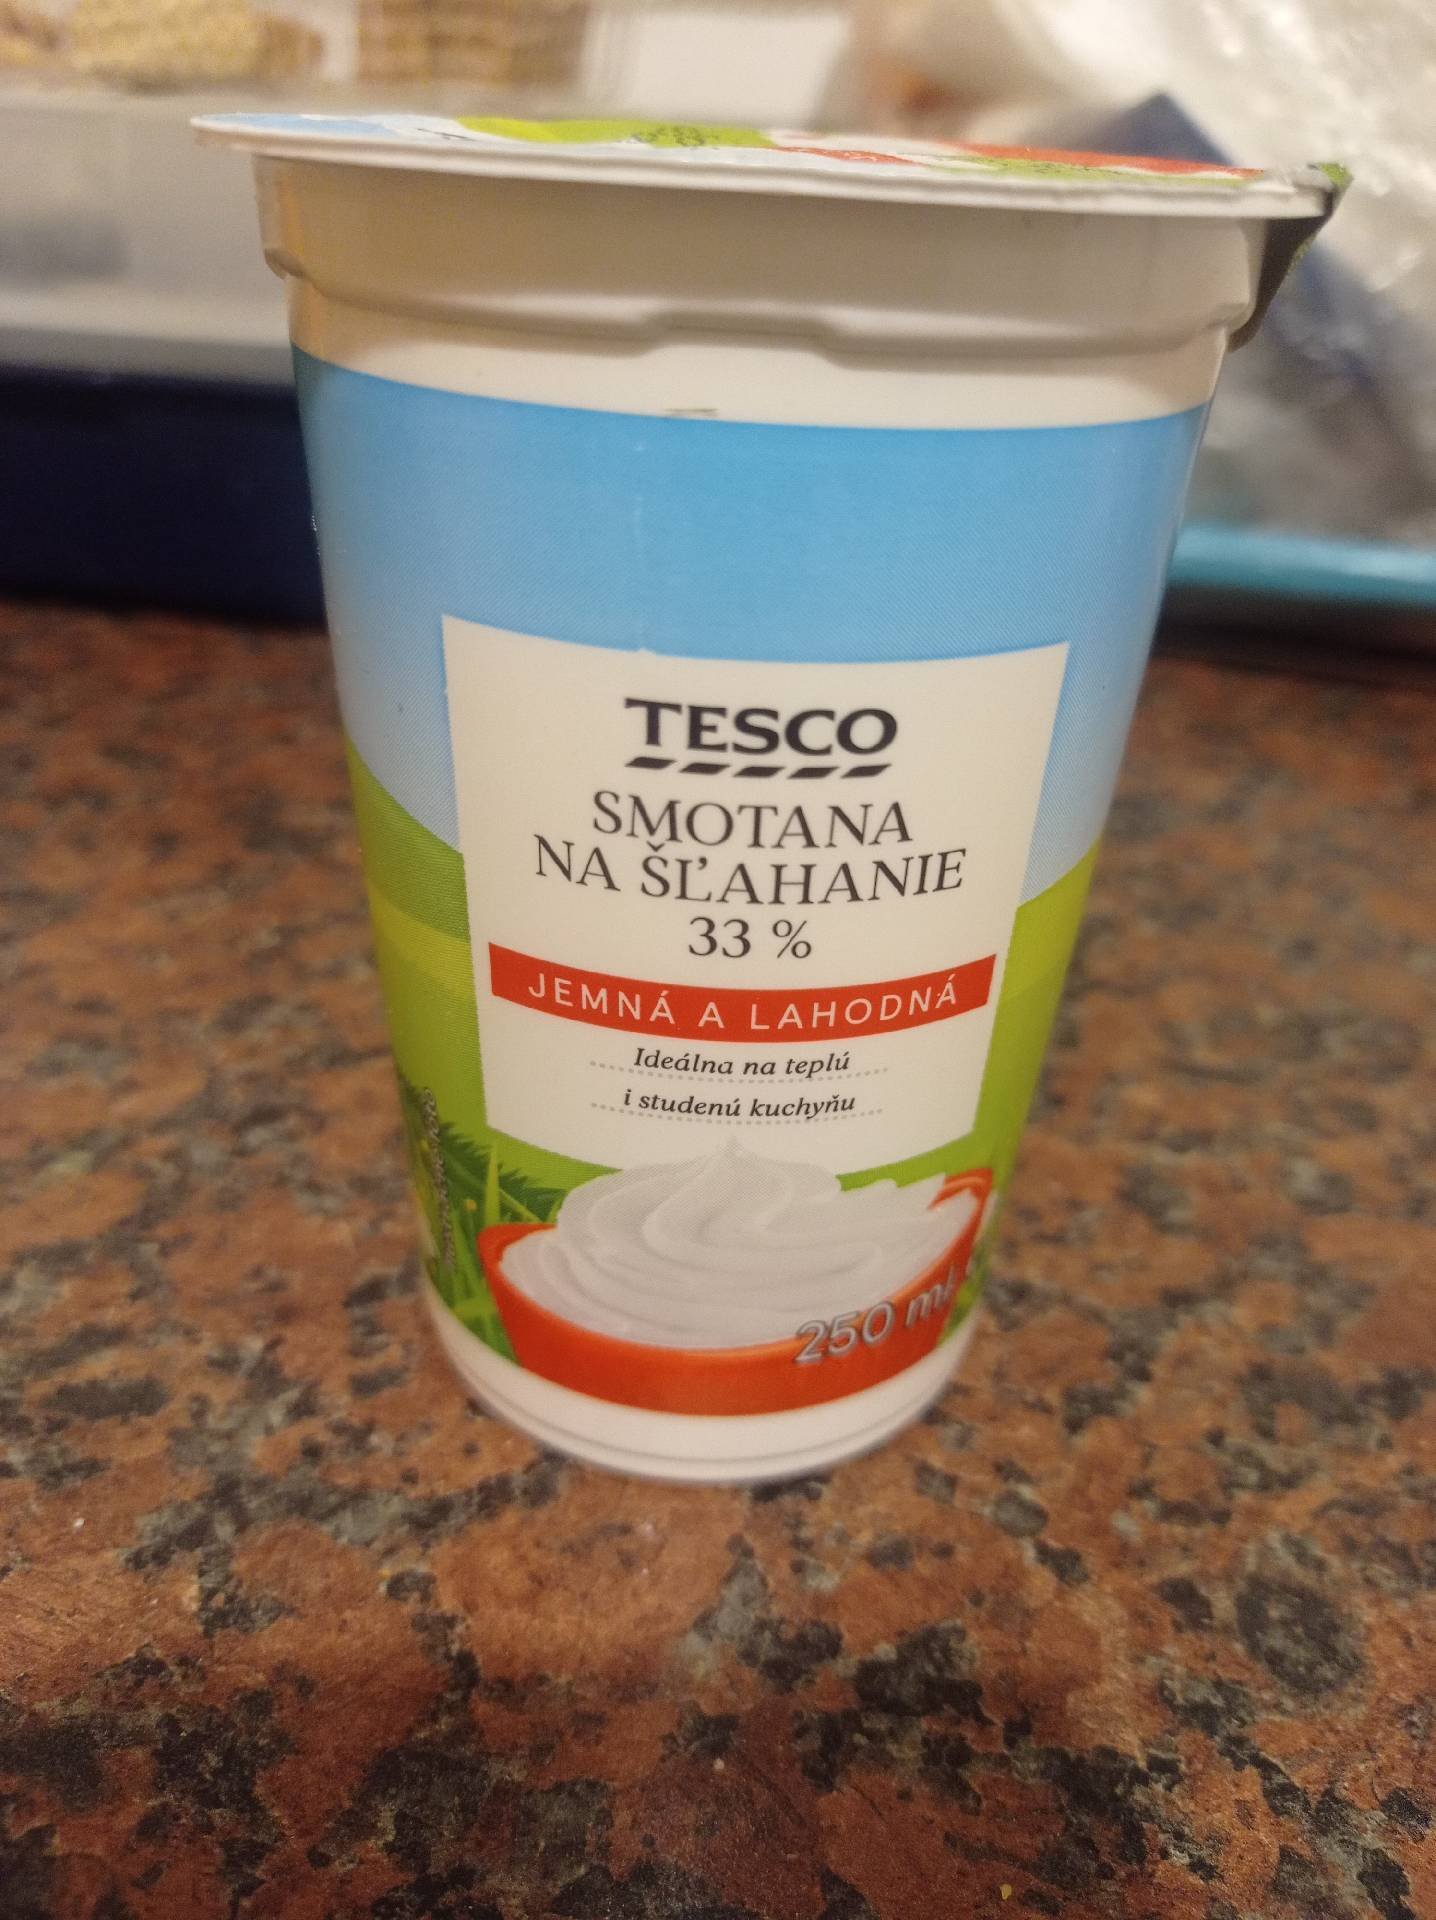 TESCO
SMOTANA
NA ŠĽAHANIE
33 %
JEMNÁ A LAHODNÁ
Ideálna na teplú
i studenú kuchyňu
250 ml